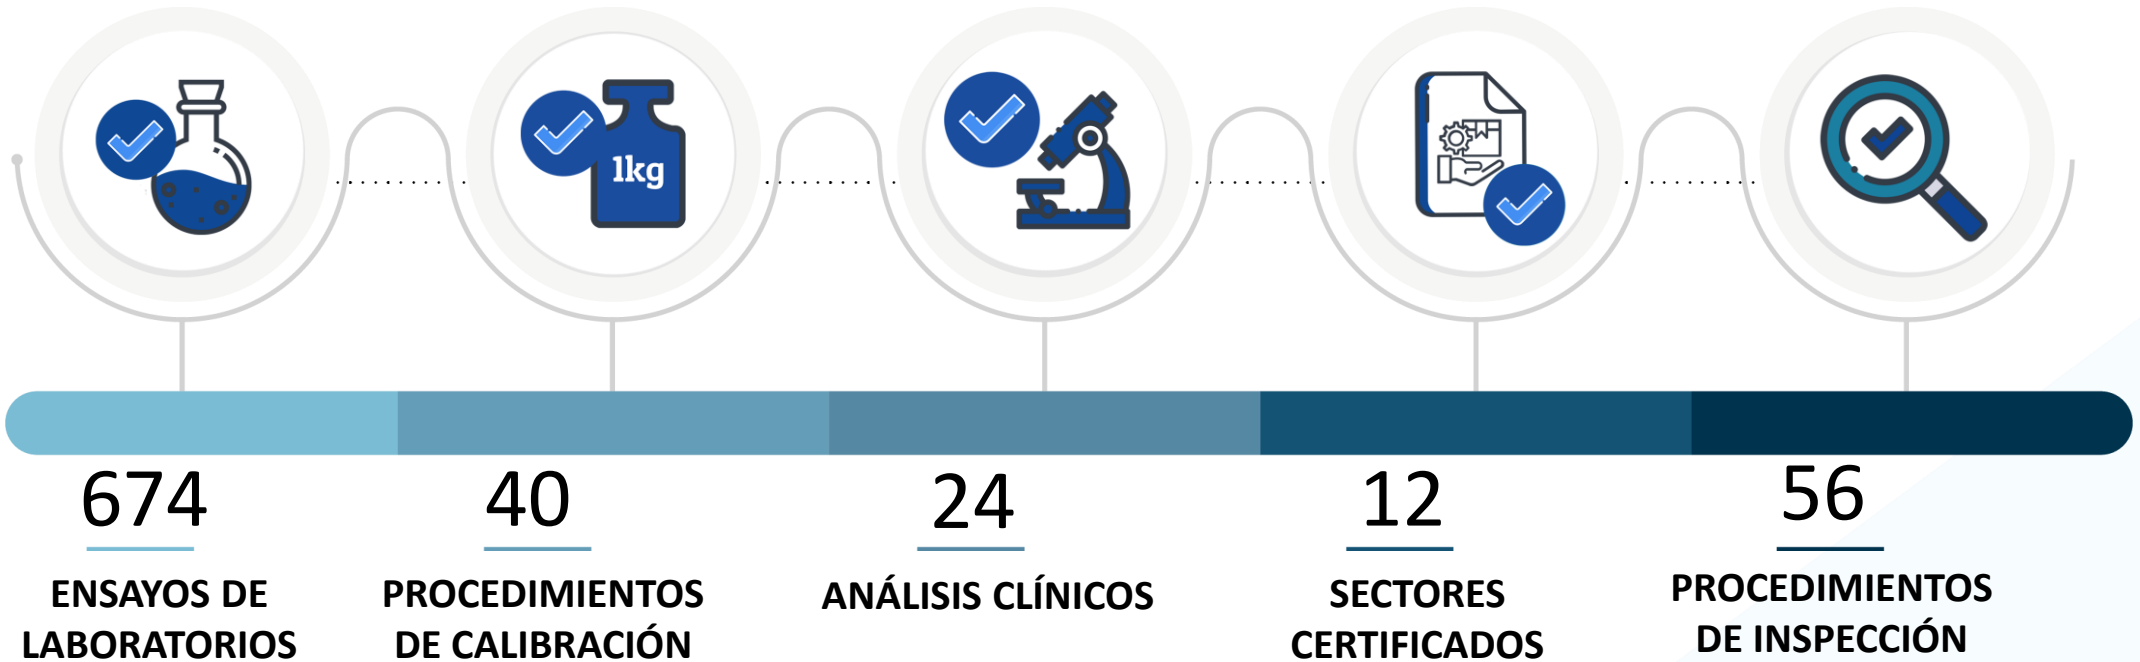 1kg
674
ENSAYOS DE
LABORATORIOS
40
PROCEDIMIENTOS
DE CALIBRACIÓN
24
ANÁLISIS CLÍNICOS
12
SECTORES
CERTIFICADOS
56
PROCEDIMIENTOS
DE INSPECCIÓN